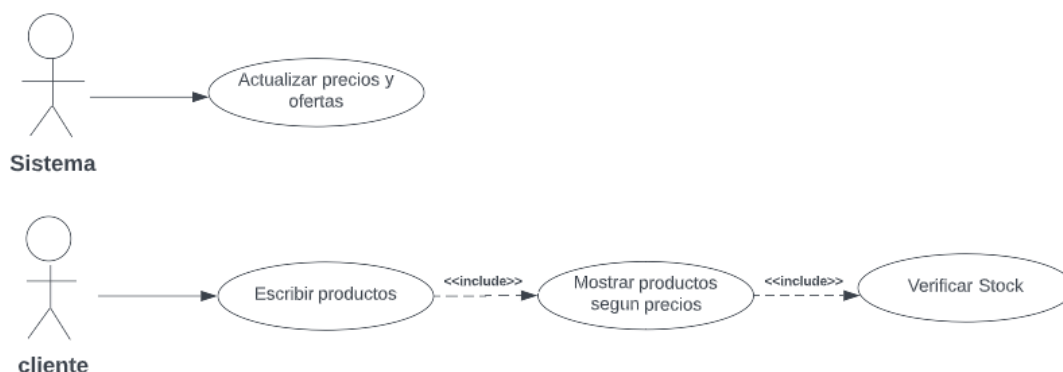 Actualizar precios y
ofertas
Sistema
Escribir productos
<<include>>
Mostrar productos
segun precios
<<include>>
Verificar Stock
cliente